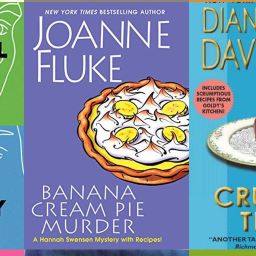 NEW YORK TIMES BESTSELLING AUTHOR
JOANNE
FLUKE
BANANA
CREAM PIE
MURDER
A Hannah Swensen Mystery with Recipes!
DIAN
DAV
INCLUDES
SCRUMPTIOUS
RECIPES FROM
GOLDY'S
KITCHEN!
CRU
T
"ANOTHER TA
Richm
L
Y